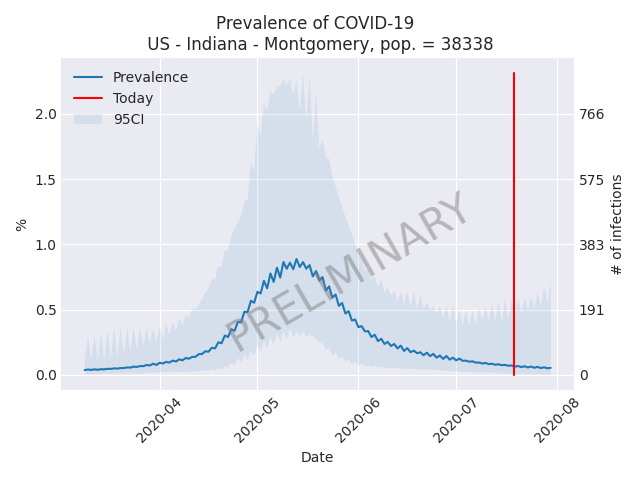 Prevalence of COVID-19
US - Indiana - Montgomery, pop. = 38338
Prevalence
Today
95CI
PRELIMINARY
%
2.0
1.5
1.0
0.5
0.0
766
575
383
191
0
# of infections
2020-04
2020-05
2020-06
2020-07
2020-08
Date